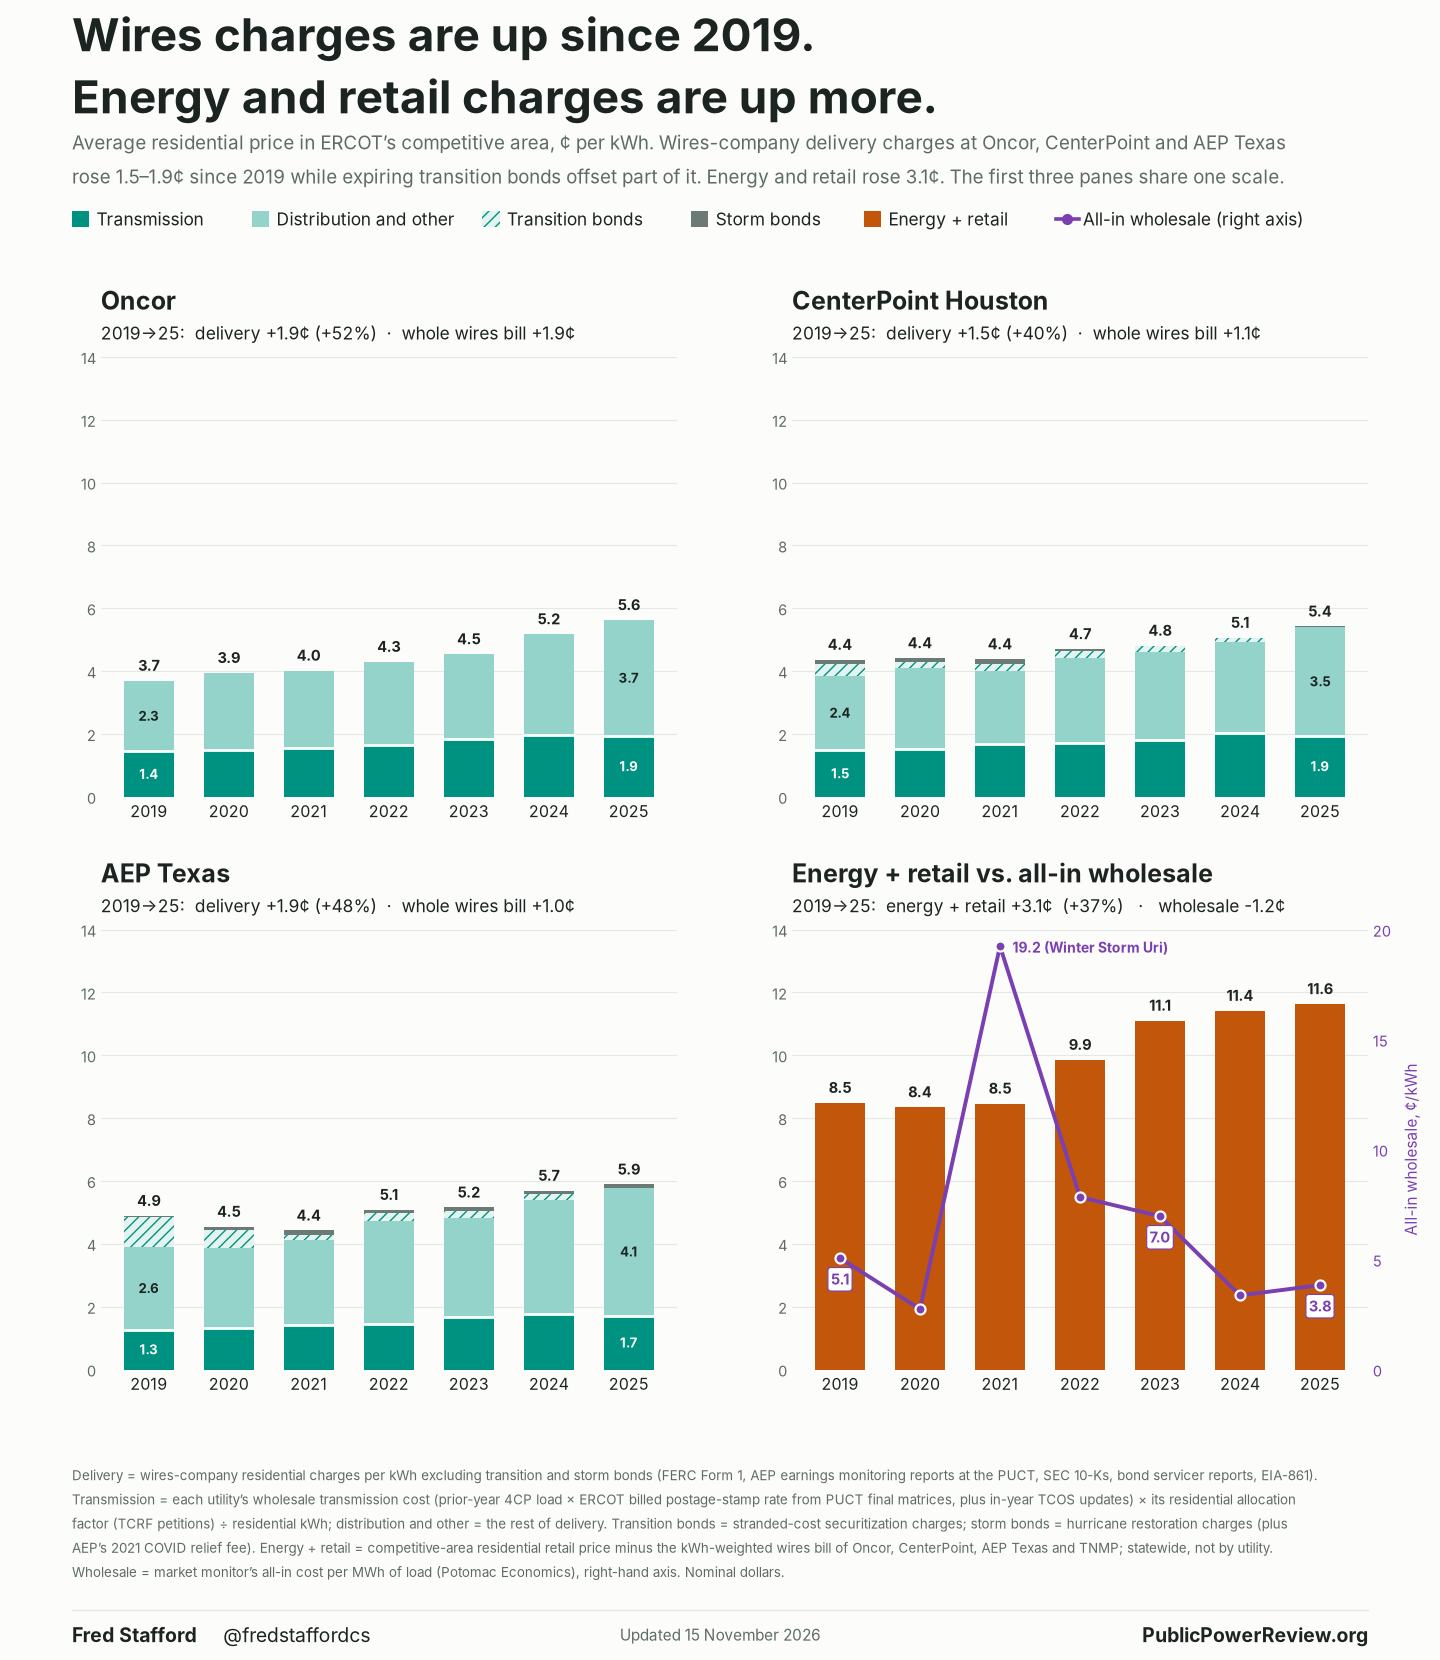 Wires charges are up since 2019.
Energy and retail charges are up more.
Average residential price in ERCOT’s competitive area, ¢ per kWh. Wires-company delivery charges at Oncor, CenterPoint and AEP Texas
rose 1.5–1.9¢ since 2019 while expiring transition bonds offset part of it. Energy and retail rose 3.1¢. The first three panes share one scale.
Transmission Distribution and other Transition bonds Storm bonds Energy + retail All-in wholesale (right axis)
Oncor
2019→25: delivery +1.9¢ (+52%) · whole wires bill +1.9¢
14
12
10
8
6
4
2
0
3.7 3.9 4.0 4.3 4.5 5.2 5.6
2.3 3.7
1.4 1.9
2019 2020 2021 2022 2023 2024 2025
CenterPoint Houston
2019→25: delivery +1.5¢ (+40%) · whole wires bill +1.1¢
14
12
10
8
6
4
2
0
4.4 4.4 4.4 4.7 4.8 5.1 5.4
2.4 3.5
1.5 1.9
2019 2020 2021 2022 2023 2024 2025
AEP Texas
2019→25: delivery +1.9¢ (+48%) · whole wires bill +1.0¢
14
12
10
8
6
4
2
0
4.9 4.5 4.4 5.1 5.2 5.7 5.9
2.6 4.1
1.3 1.7
2019 2020 2021 2022 2023 2024 2025
Energy + retail vs. all-in wholesale
2019→25: energy + retail +3.1¢ (+37%) · wholesale -1.2¢
14
12
10
8
6
4
2
0
19.2 (Winter Storm Uri)
8.5 8.4 8.5 9.9 11.1 11.4 11.6
5.1 7.0 3.8
20
15
10
5
0
All-in wholesale, ¢/kWh
2019 2020 2021 2022 2023 2024 2025
Delivery = wires-company residential charges per kWh excluding transition and storm bonds (FERC Form 1, AEP earnings monitoring reports at the PUCT, SEC 10-Ks, bond servicer reports, EIA-861).
Transmission = each utility’s wholesale transmission cost (prior-year 4CP load × ERCOT billed postage-stamp rate from PUCT final matrices, plus in-year TCOS updates) × its residential allocation
factor (TCRF petitions) ÷ residential kWh; distribution and other = the rest of delivery. Transition bonds = stranded-cost securitization charges; storm bonds = hurricane restoration charges (plus
AEP’s 2021 COVID relief fee). Energy + retail = competitive-area residential retail price minus the kWh-weighted wires bill of Oncor, CenterPoint, AEP Texas and TNMP; statewide, not by utility.
Wholesale = market monitor’s all-in cost per MWh of load (Potomac Economics), right-hand axis. Nominal dollars.
Fred Stafford @fredstaffordcs Updated 15 November 2026 PublicPowerReview.org